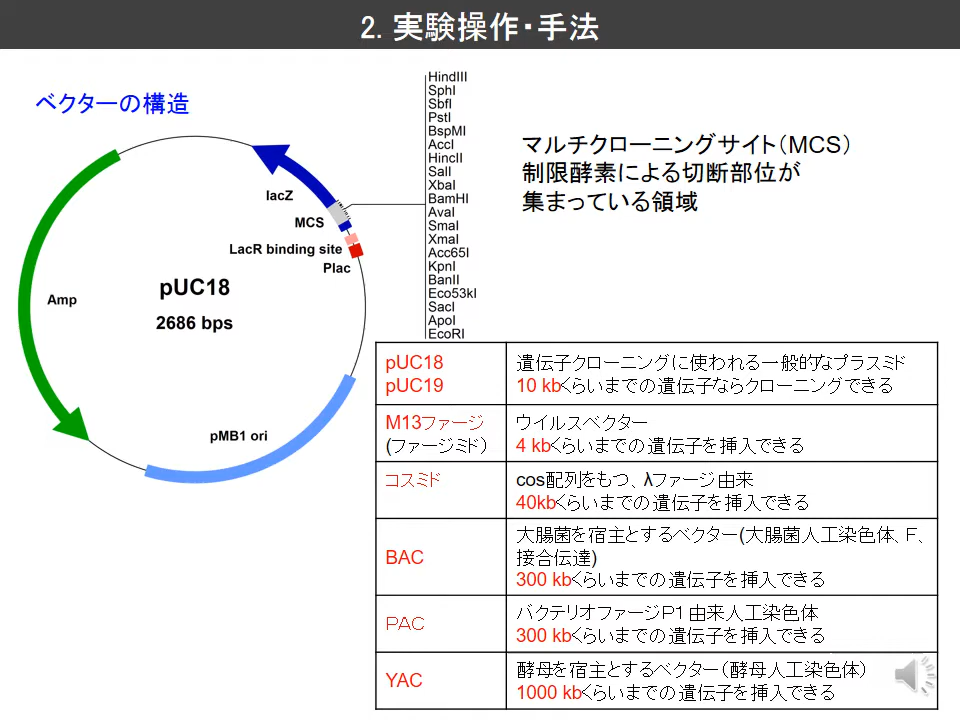 2. 実験操作・手法
ベクターの構造
HindIII
SphI
SbfI
PstI
BspMI
AccI
HincII
SalI
XbaI
BamHI
AvaI
SmaI
XmaI
Acc65I
KpnI
BanII
Eco53kI
SacI
ApoI
EcoRI
マルチクローニングサイト（MCS）
制限酵素による切断部位が
集まっている領域
lacZ
MCS
LacR binding site
Plac
pUC18
2686 bps
Amp
pMB1 ori
pUC18
pUC19
遺伝子クローニングに使われる一般的なプラスミド
10 kbくらいまでの遺伝子ならクローニングできる
M13ファージ
(ファージミド）
ウイルスベクター
4 kbくらいまでの遺伝子を挿入できる
コスミド
cos配列をもつ、λファージ由来
40kbくらいまでの遺伝子を挿入できる
BAC
大腸菌を宿主とするベクター(大腸菌人工染色体、Ｆ、
接合伝達)
300 kbくらいまでの遺伝子を挿入できる
PAC
バクテリオファージP1由来人工染色体
300 kbくらいまでの遺伝子を挿入できる
YAC
酵母を宿主とするベクター（酵母人工染色体）
1000 kbくらいまでの遺伝子を挿入できる